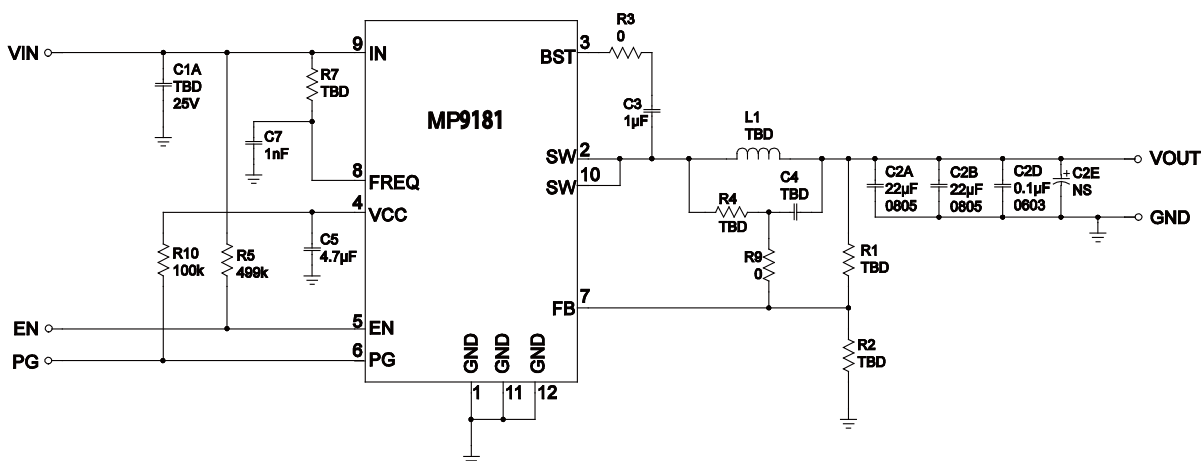 VIN
C1A
TBD
25V
R7
TBD
C7
1nF
9
IN
8
FREQ
4
VCC
R10
100k
R5
499k
C5
4.7µF
EN
5
EN
PG
6
PG
MP9181
GND
GND
GND
1
11
12
BST
3
R3
0
C3
1µF
SW
2
SW
10
L1
TBD
R4
TBD
C4
TBD
R9
0
FB
7
R1
TBD
R2
TBD
C2A
22µF
0805
C2B
22µF
0805
C2D
0.1µF
0603
+
C2E
NS
VOUT
GND